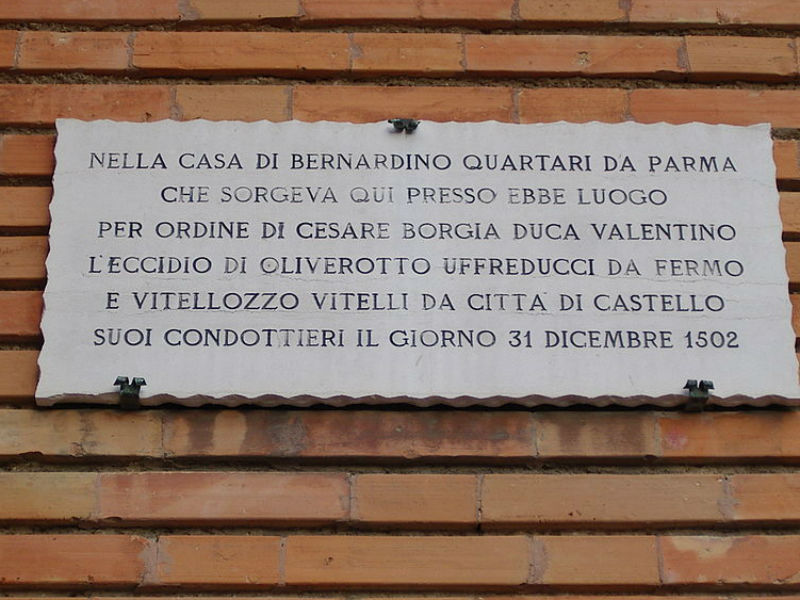 NELLA CASA DI BERNARDINO QUARTARI DA PARMA
CHE SORGEVA QUI PRESSO EBBE LUOGO
PER ORDINE DI CESARE BORGIA DUCA VALENTINO
L'ECCIDIO DI OLIVEROTTO UFFREDUCCI DA FERMO
E VITELLOZZO VITELLI DA CITTÀ DI CASTELLO
SUOI CONDOTTIERI IL GIORNO 31 DICEMBRE 1502